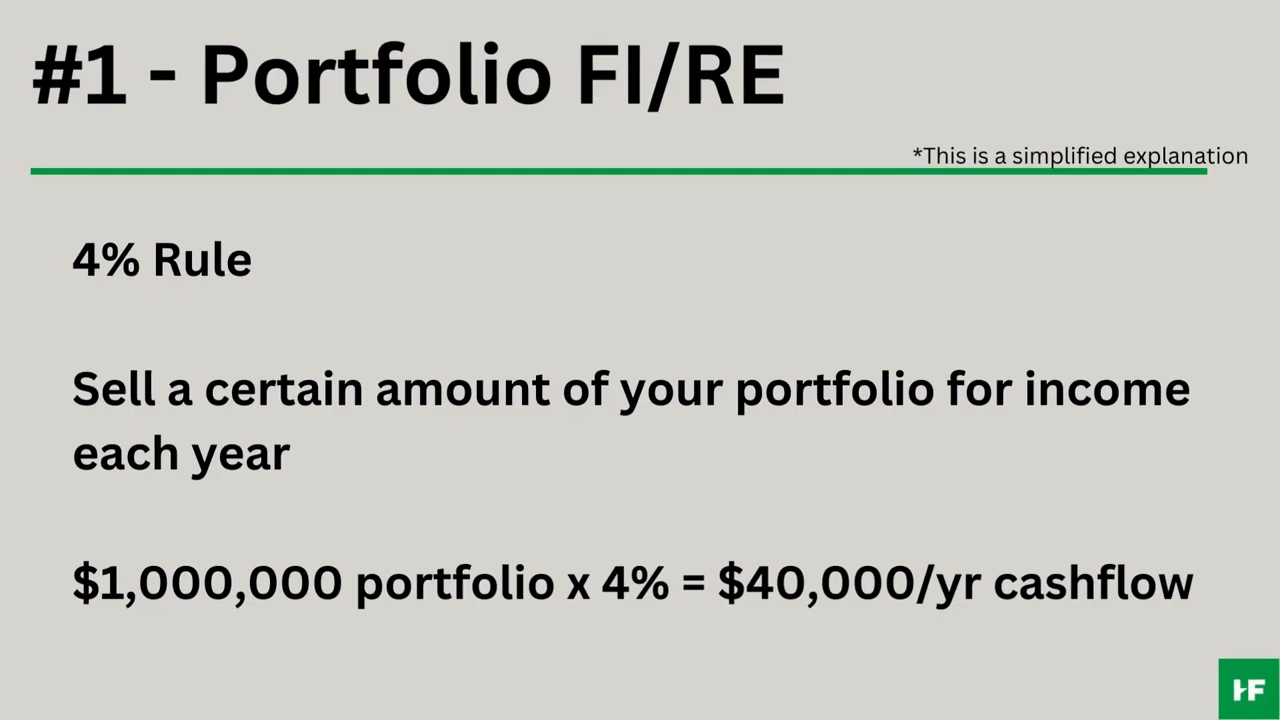 #1 - Portfolio FI/RE
*This is a simplified explanation
4% Rule
Sell a certain amount of your portfolio for income
each year
$1,000,000 portfolio x 4% = $40,000/yr cashflow
HF